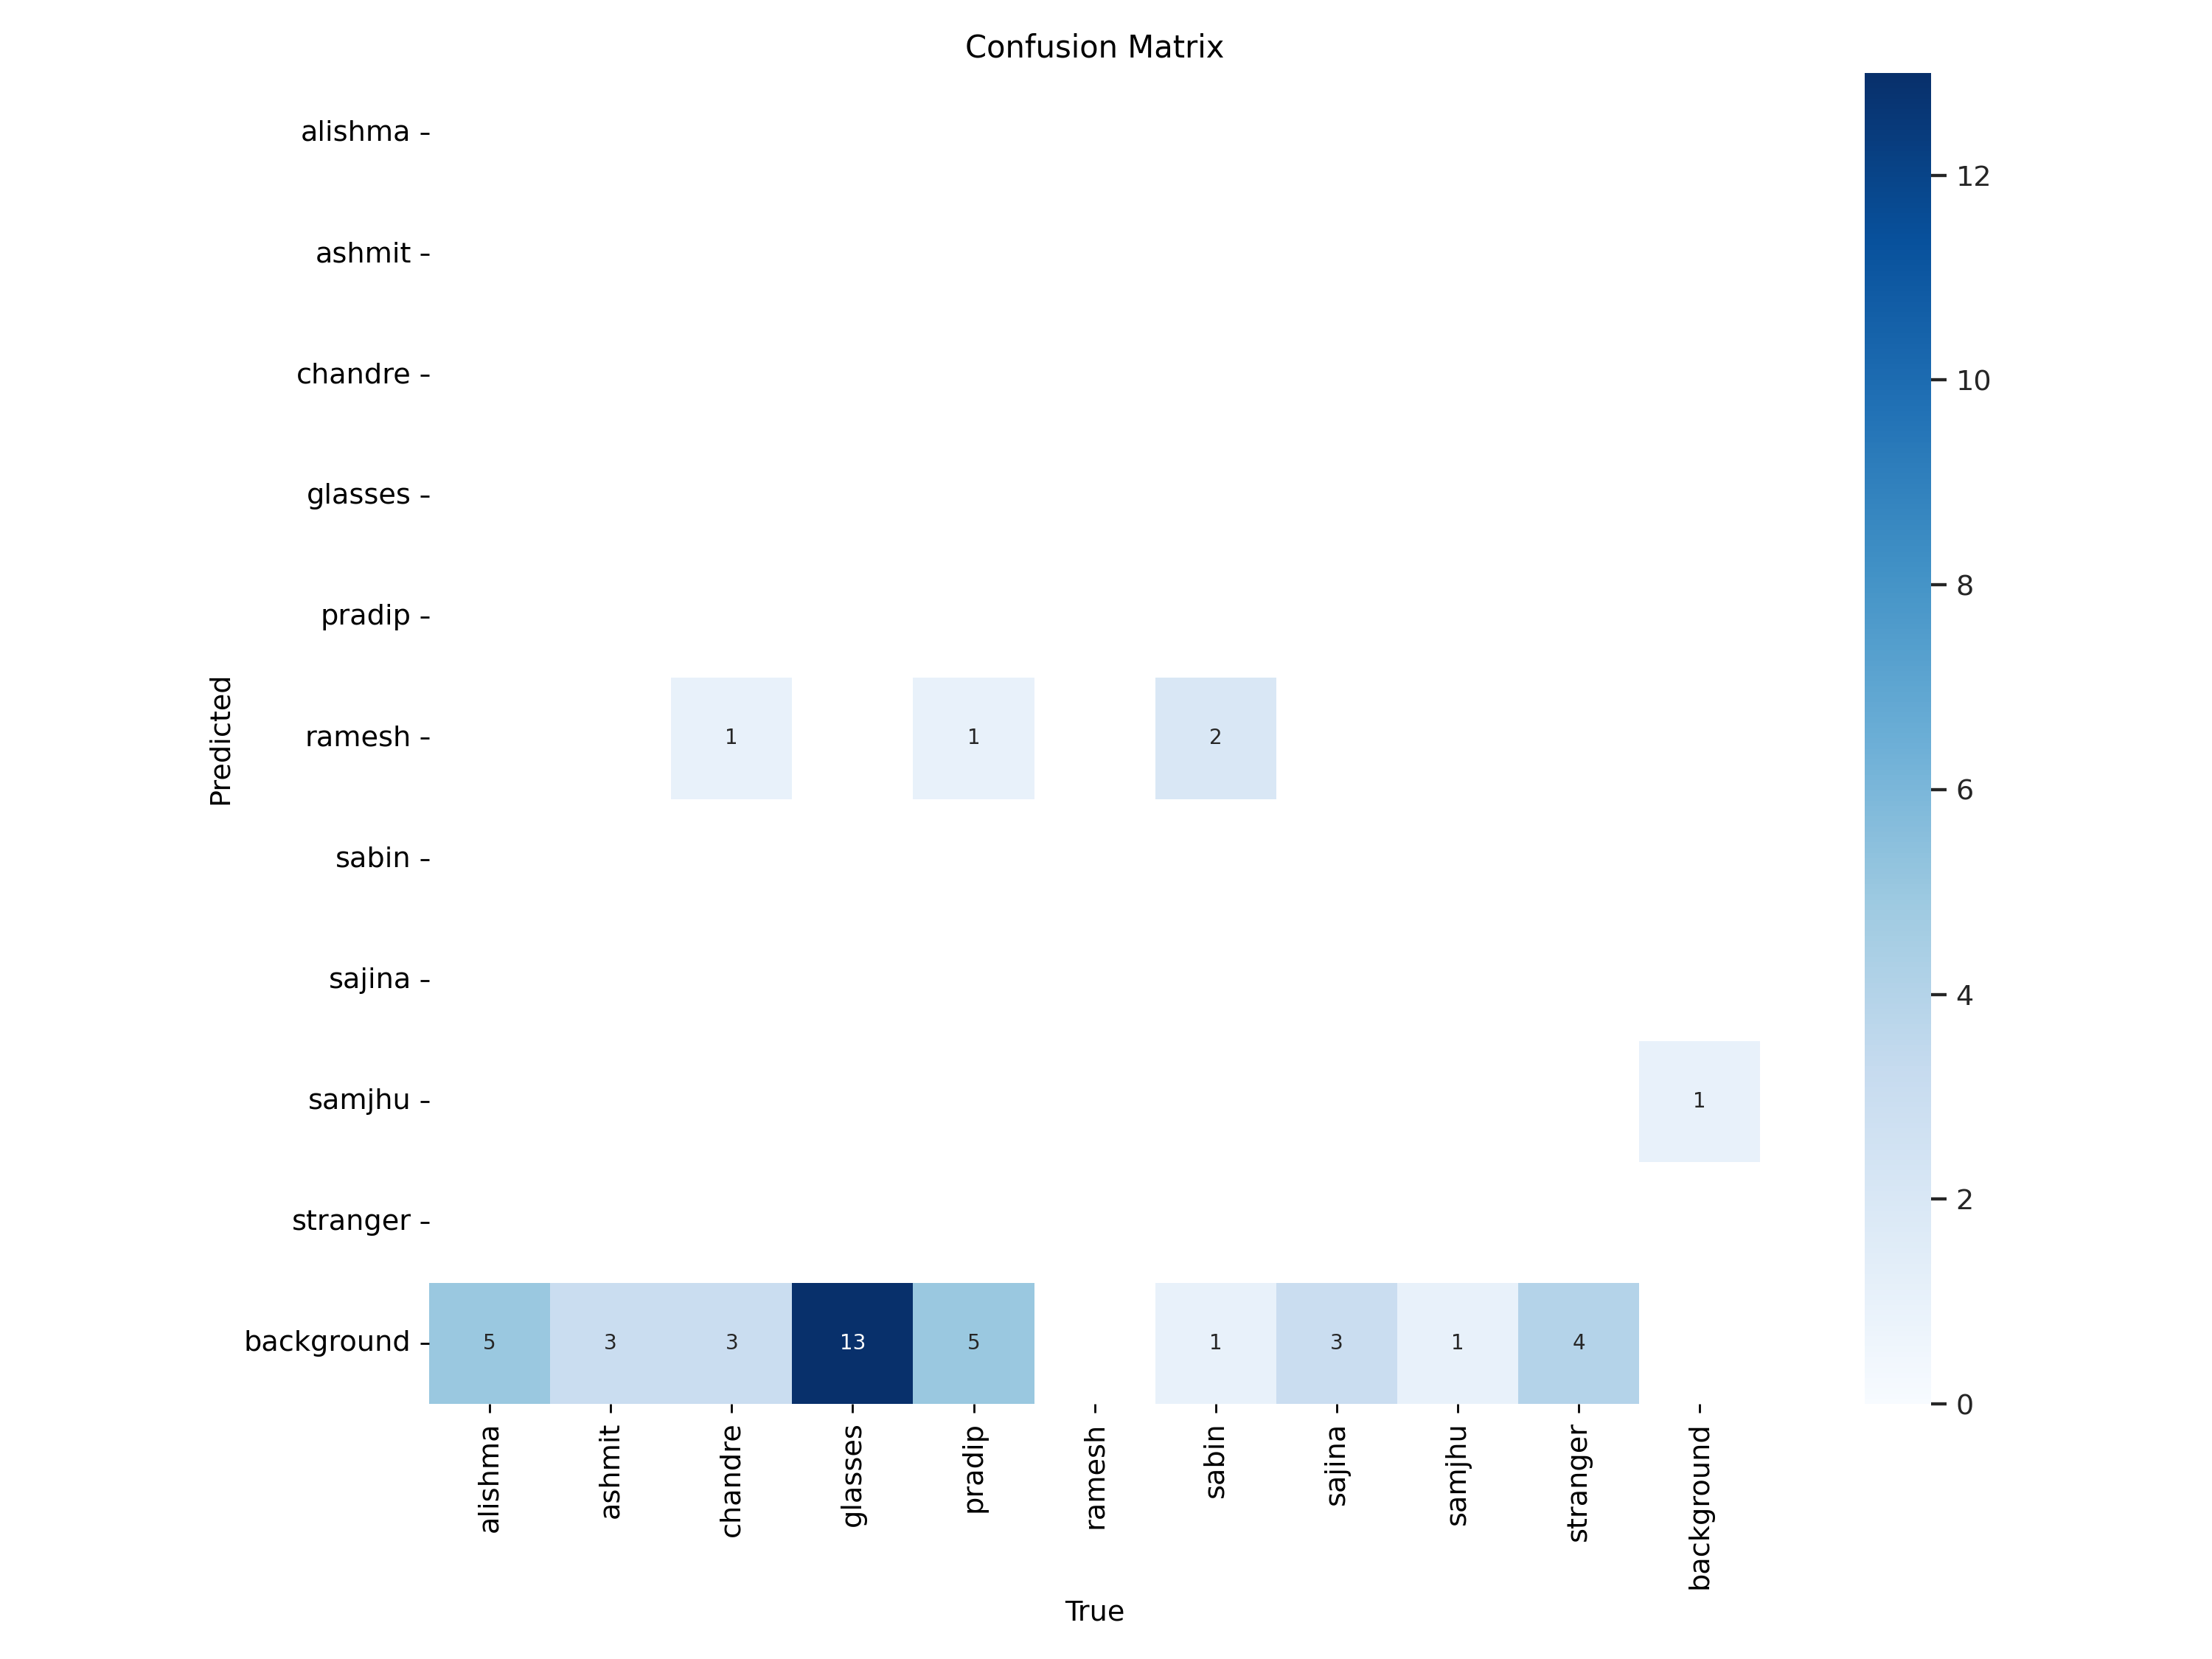 Confusion Matrix
alishma
ashmit
chandre
glasses
pradip
ramesh
sabin
sajina
samjhu
stranger
background
Predicted
1 1 2
1
5 3 3 13 5 1 3 1 4
alishma
ashmit
chandre
glasses
pradip
ramesh
sabin
sajina
samjhu
stranger
background
True
12
10
8
6
4
2
0